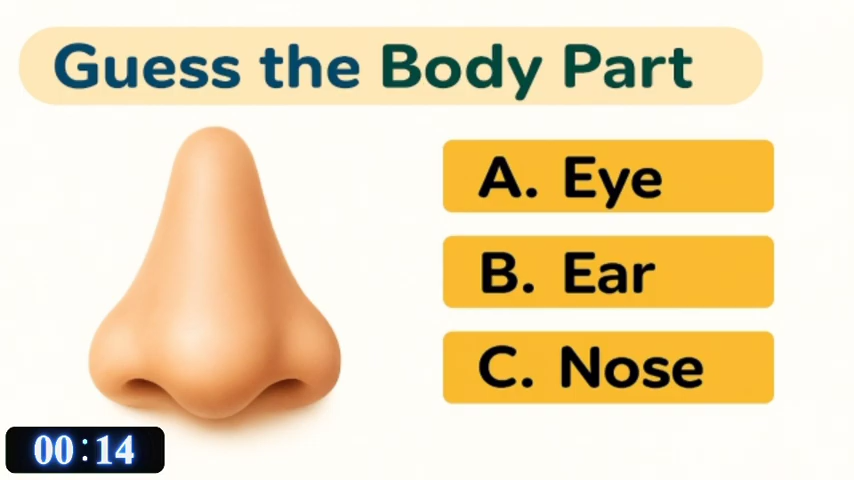 Guess the Body Part
A. Eye
B. Ear
C. Nose
00:14